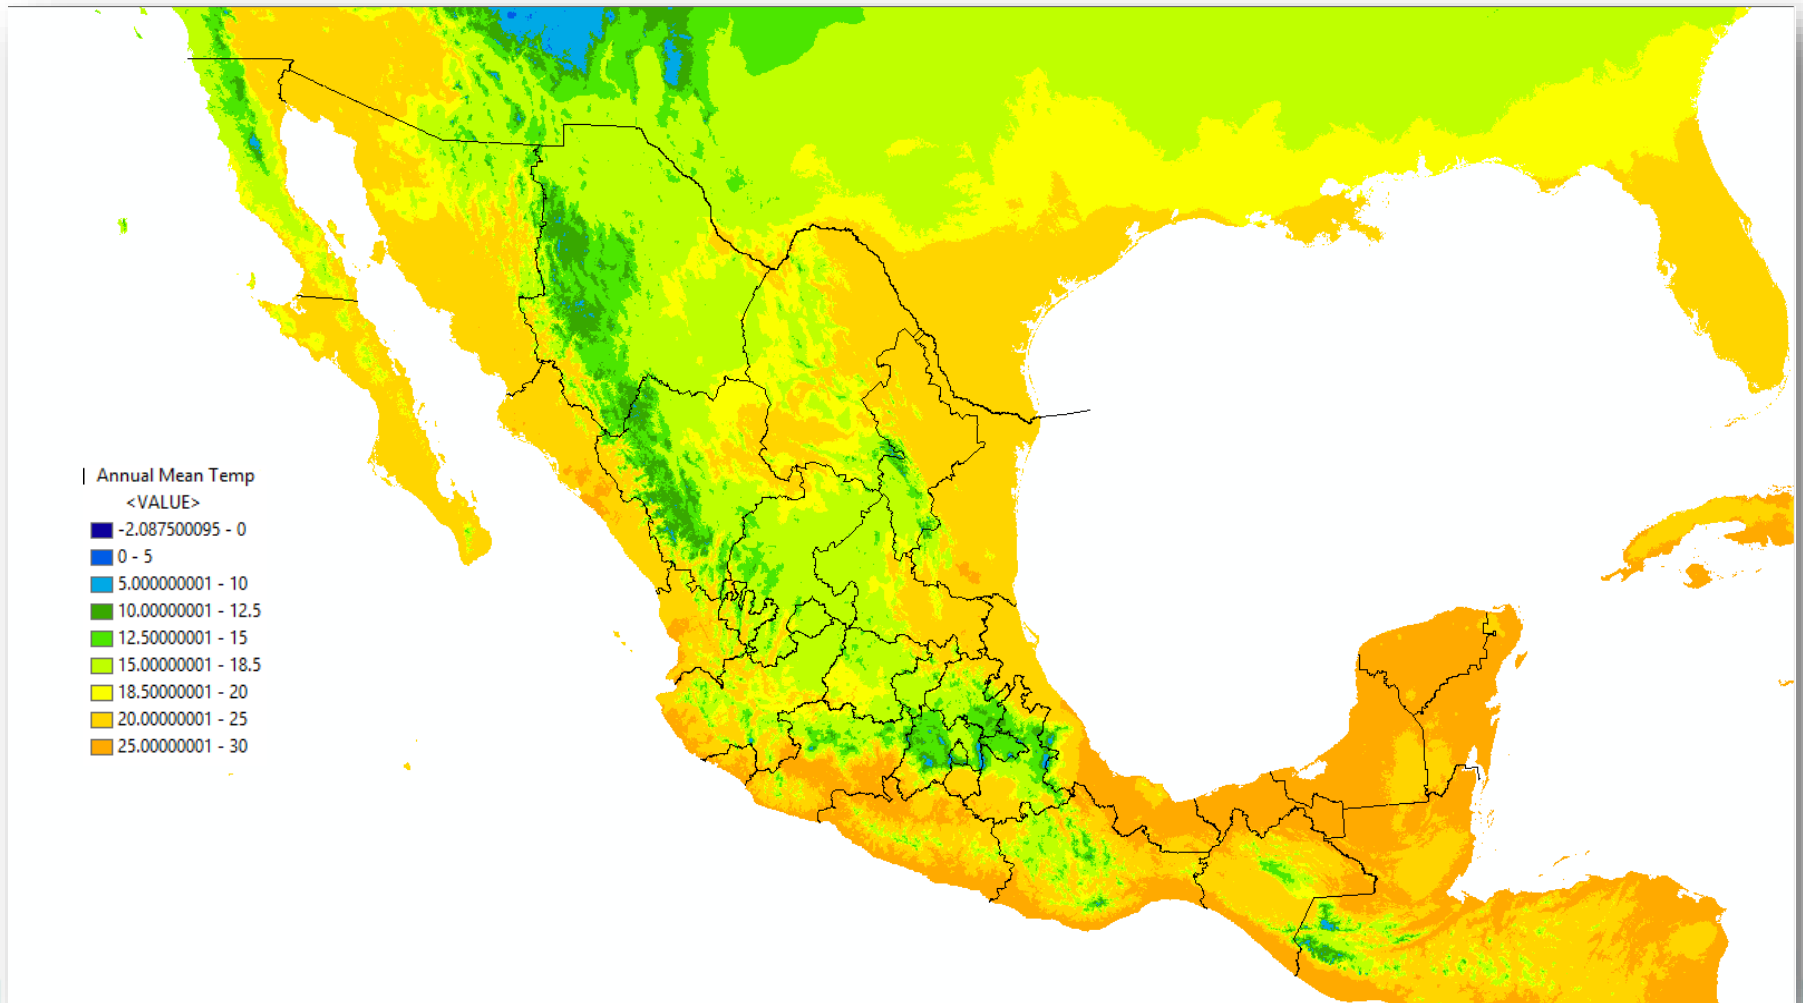 Annual Mean Temp
<VALUE>
-2.087500095 - 0
0 - 5
5.000000001 - 10
10.00000001 - 12.5
12.50000001 - 15
15.00000001 - 18.5
18.50000001 - 20
20.00000001 - 25
25.00000001 - 30